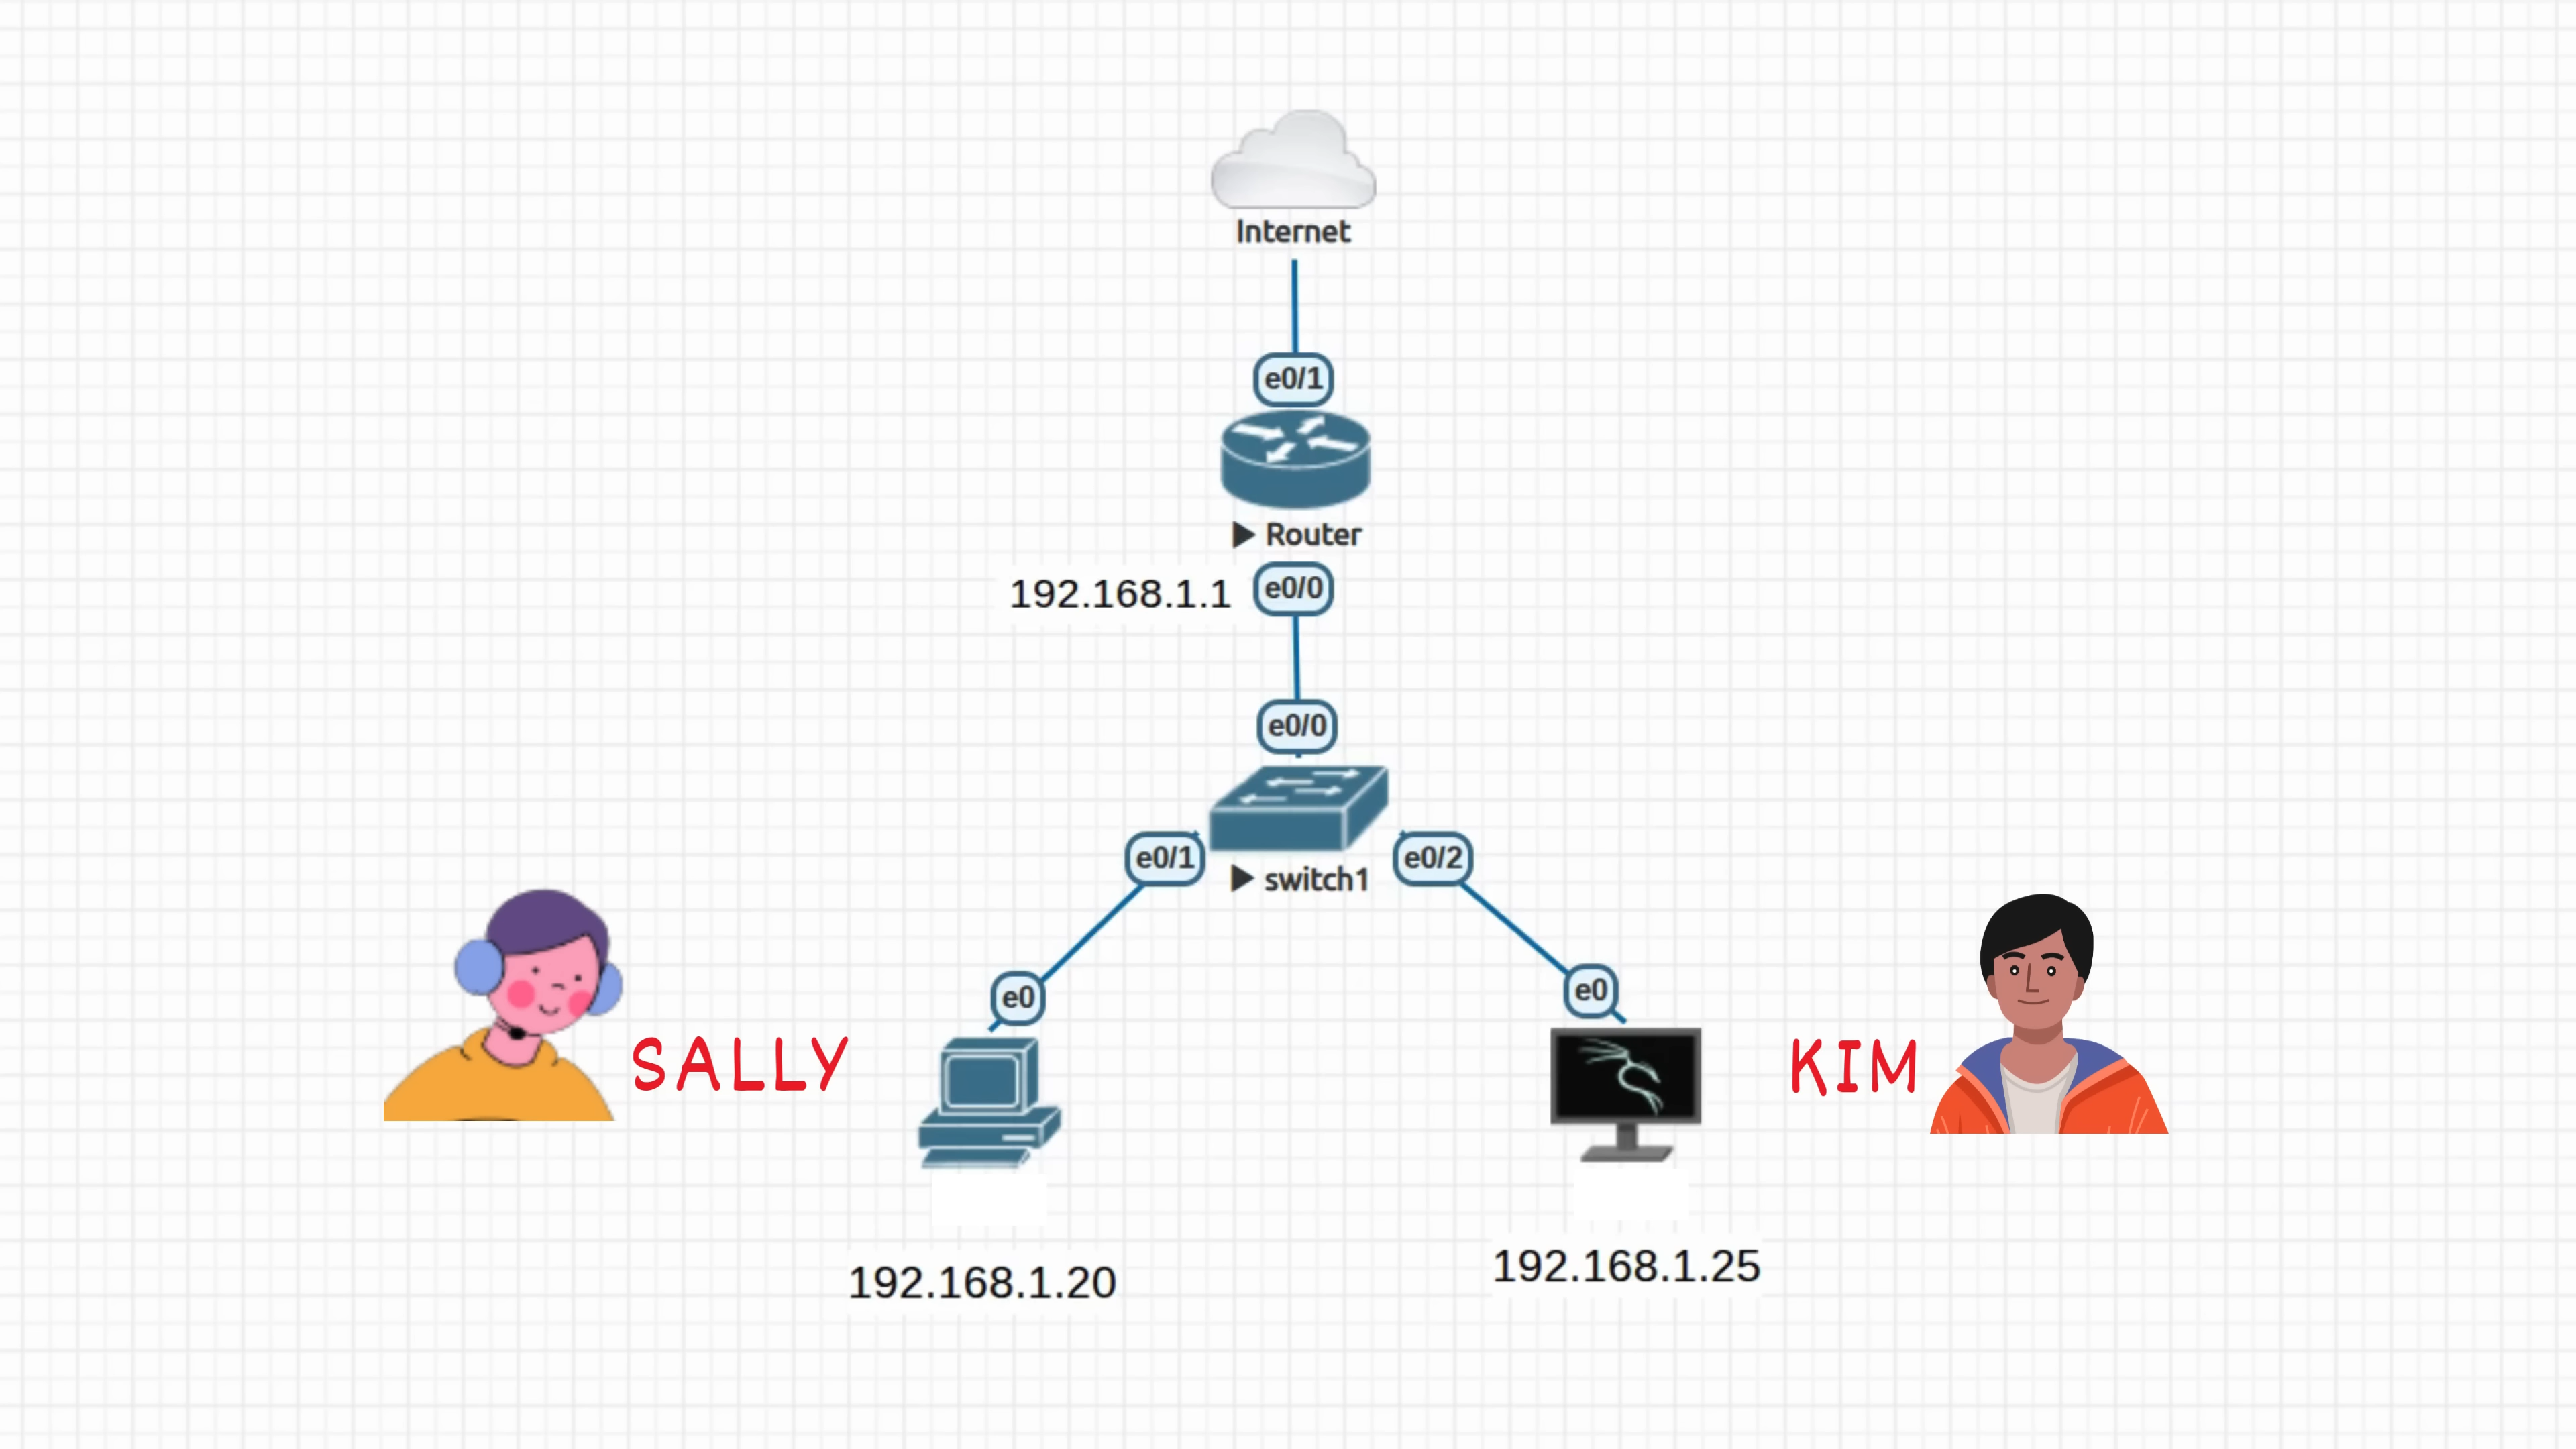 Internet
e0/1
Router
192.168.1.1 e0/0
e0/0
e0/1 e0/2
switch1
e0 e0
SALLY KIM
192.168.1.20 192.168.1.25